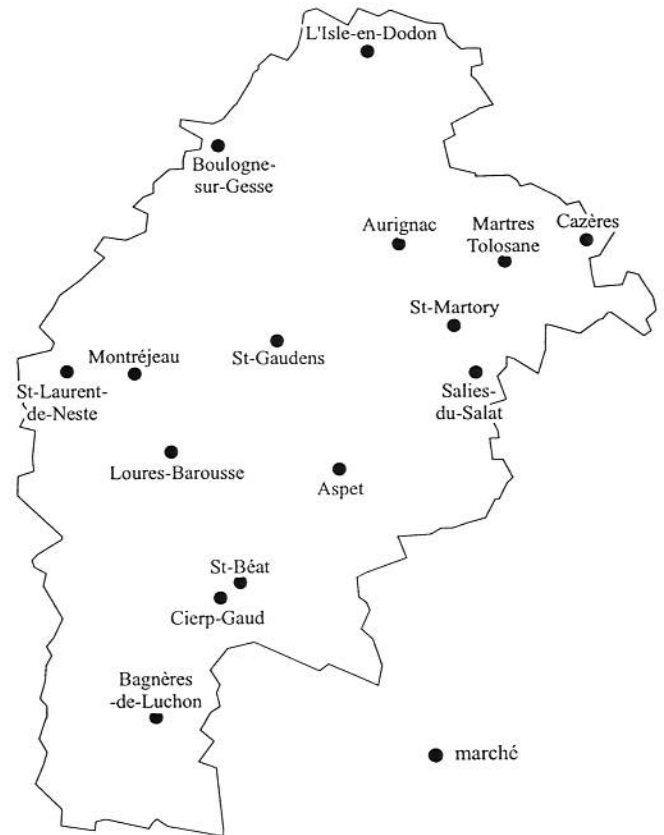 L'Isle-en-Dodon
Boulogne-
sur-Gesse
Aurignac
Martres
Tolosane
Cazères
St-Martory
St-Gaudens
Montréjeau
St-Laurent-
de-Neste
Salies-
du-Salat
Loures-Barousse
Aspet
St-Béat
Cierp-Gaud
Bagnères
-de-Luchon
marché